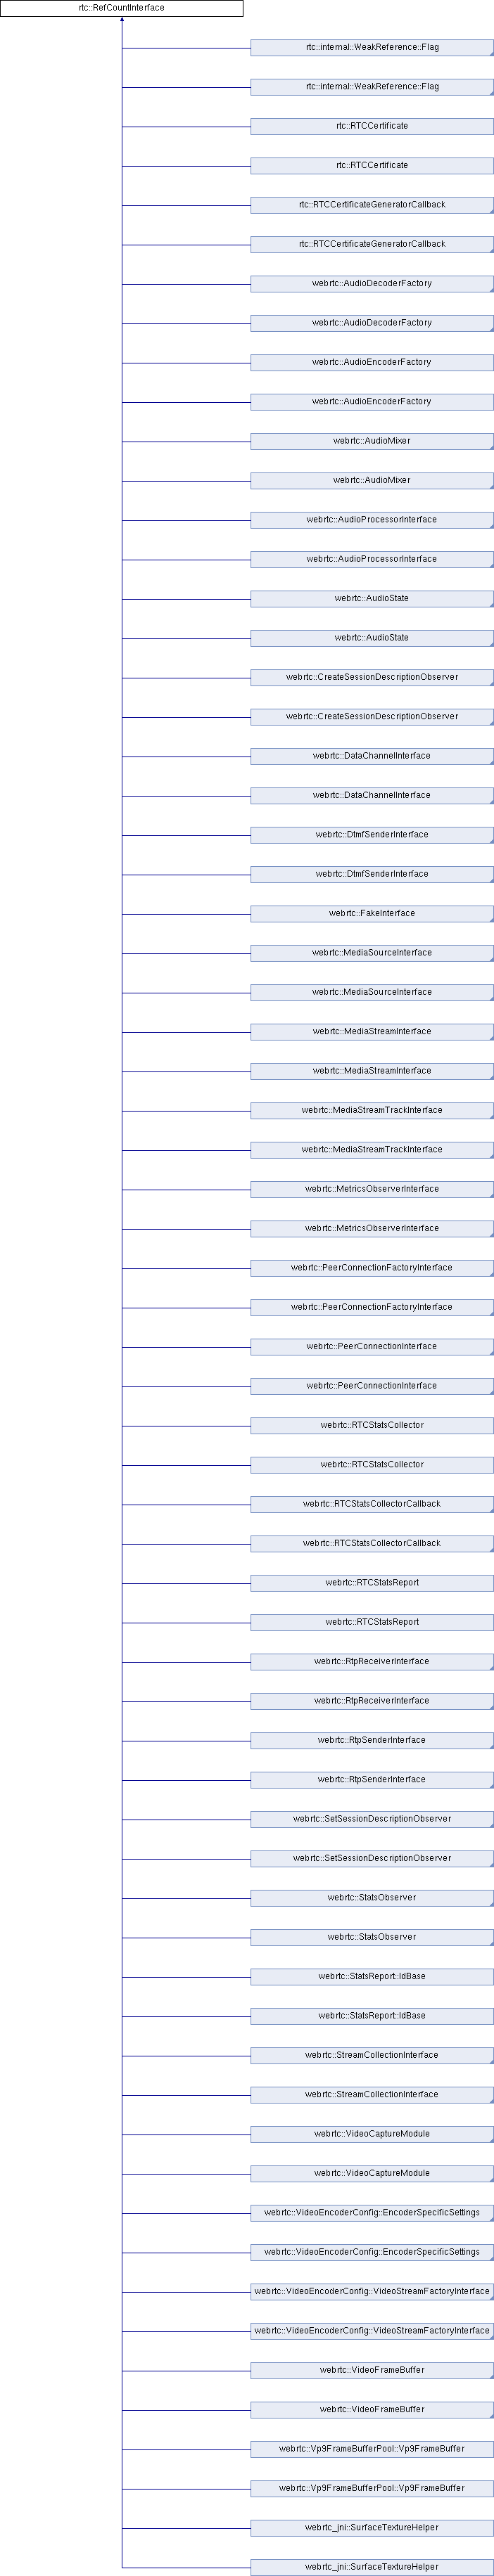 rtc::RefCountInterface
rtc::internal::WeakReference::Flag
rtc::internal::WeakReference::Flag
rtc::RTCCertificate
rtc::RTCCertificate
rtc::RTCCertificateGeneratorCallback
rtc::RTCCertificateGeneratorCallback
webrtc::AudioDecoderFactory
webrtc::AudioDecoderFactory
webrtc::AudioEncoderFactory
webrtc::AudioEncoderFactory
webrtc::AudioMixer
webrtc::AudioMixer
webrtc::AudioProcessorInterface
webrtc::AudioProcessorInterface
webrtc::AudioState
webrtc::AudioState
webrtc::CreateSessionDescriptionObserver
webrtc::CreateSessionDescriptionObserver
webrtc::DataChannelInterface
webrtc::DataChannelInterface
webrtc::DtmfSenderInterface
webrtc::DtmfSenderInterface
webrtc::FakeInterface
webrtc::MediaSourceInterface
webrtc::MediaSourceInterface
webrtc::MediaStreamInterface
webrtc::MediaStreamInterface
webrtc::MediaStreamTrackInterface
webrtc::MediaStreamTrackInterface
webrtc::MetricsObserverInterface
webrtc::MetricsObserverInterface
webrtc::PeerConnectionFactoryInterface
webrtc::PeerConnectionFactoryInterface
webrtc::PeerConnectionInterface
webrtc::PeerConnectionInterface
webrtc::RTCStatsCollector
webrtc::RTCStatsCollector
webrtc::RTCStatsCollectorCallback
webrtc::RTCStatsCollectorCallback
webrtc::RTCStatsReport
webrtc::RTCStatsReport
webrtc::RtpReceiverInterface
webrtc::RtpReceiverInterface
webrtc::RtpSenderInterface
webrtc::RtpSenderInterface
webrtc::SetSessionDescriptionObserver
webrtc::SetSessionDescriptionObserver
webrtc::StatsObserver
webrtc::StatsObserver
webrtc::StatsReport::IdBase
webrtc::StatsReport::IdBase
webrtc::StreamCollectionInterface
webrtc::StreamCollectionInterface
webrtc::VideoCaptureModule
webrtc::VideoCaptureModule
webrtc::VideoEncoderConfig::EncoderSpecificSettings
webrtc::VideoEncoderConfig::EncoderSpecificSettings
webrtc::VideoEncoderConfig::VideoStreamFactoryInterface
webrtc::VideoEncoderConfig::VideoStreamFactoryInterface
webrtc::VideoFrameBuffer
webrtc::VideoFrameBuffer
webrtc::Vp9FrameBufferPool::Vp9FrameBuffer
webrtc::Vp9FrameBufferPool::Vp9FrameBuffer
webrtc_jni::SurfaceTextureHelper
webrtc_jni::SurfaceTextureHelper